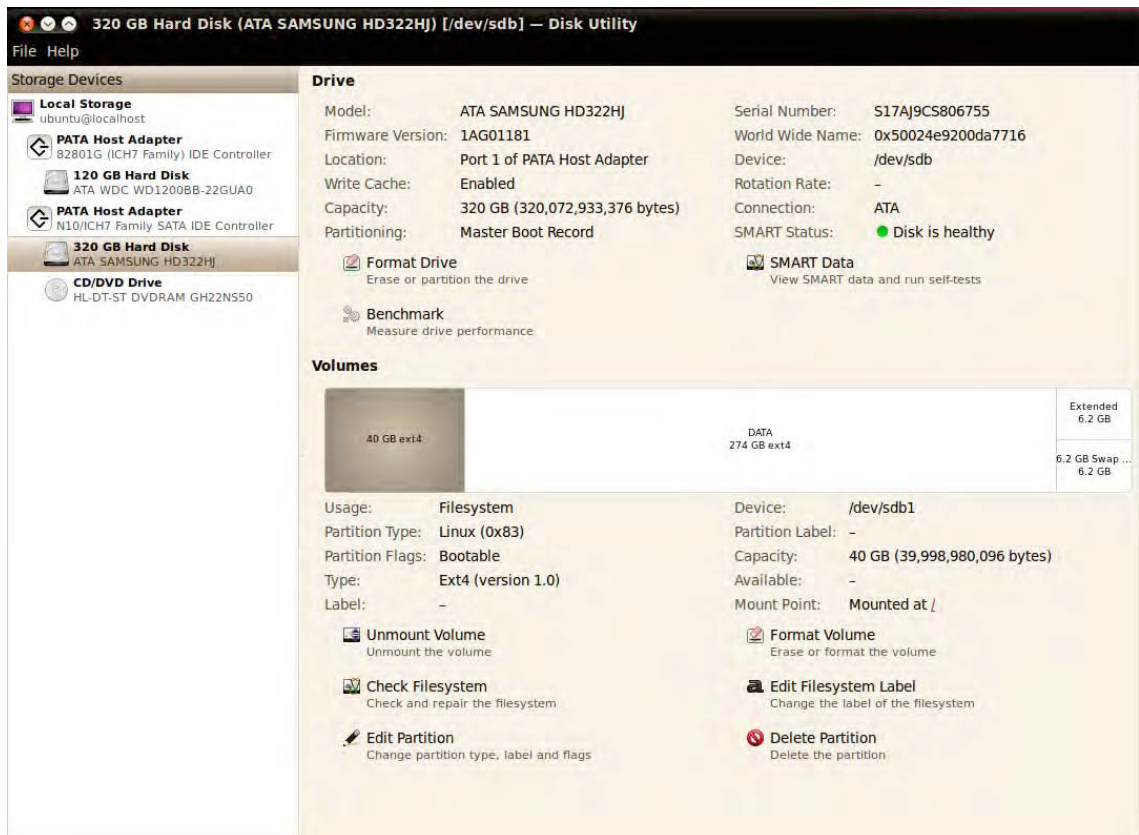 320 GB Hard Disk (ATA SAMSUNG HD322HJ) [/dev/sdb] — Disk Utility
File Help
Storage Devices
Local Storage
ubuntu@localhost
PATA Host Adapter
82801G (ICH7 Family) IDE Controller
120 GB Hard Disk
ATA WDC WD1200BB-22GUA0
PATA Host Adapter
N10/ICH7 Family SATA IDE Controller
320 GB Hard Disk
ATA SAMSUNG HD322HJ
CD/DVD Drive
HL-DT-ST DVDRAM GH22NS50
Drive
Model: ATA SAMSUNG HD322HJ Serial Number: S17AJ9CS806755
Firmware Version: 1AG01181 World Wide Name: 0x50024e9200da7716
Location: Port 1 of PATA Host Adapter Device: /dev/sdb
Write Cache: Enabled Rotation Rate: –
Capacity: 320 GB (320,072,933,376 bytes) Connection: ATA
Partitioning: Master Boot Record SMART Status: Disk is healthy
Format Drive SMART Data
Erase or partition the drive View SMART data and run self-tests
Benchmark
Measure drive performance
Volumes
40 GB ext4
DATA
274 GB ext4
Extended
6.2 GB
6.2 GB Swap ...
6.2 GB
Usage: Filesystem Device: /dev/sdb1
Partition Type: Linux (0x83) Partition Label: –
Partition Flags: Bootable Capacity: 40 GB (39,998,980,096 bytes)
Type: Ext4 (version 1.0) Available: –
Label: – Mount Point: Mounted at /
Unmount Volume Format Volume
Unmount the volume Erase or format the volume
Check Filesystem Edit Filesystem Label
Check and repair the filesystem Change the label of the filesystem
Edit Partition Delete Partition
Change partition type, label and flags Delete the partition